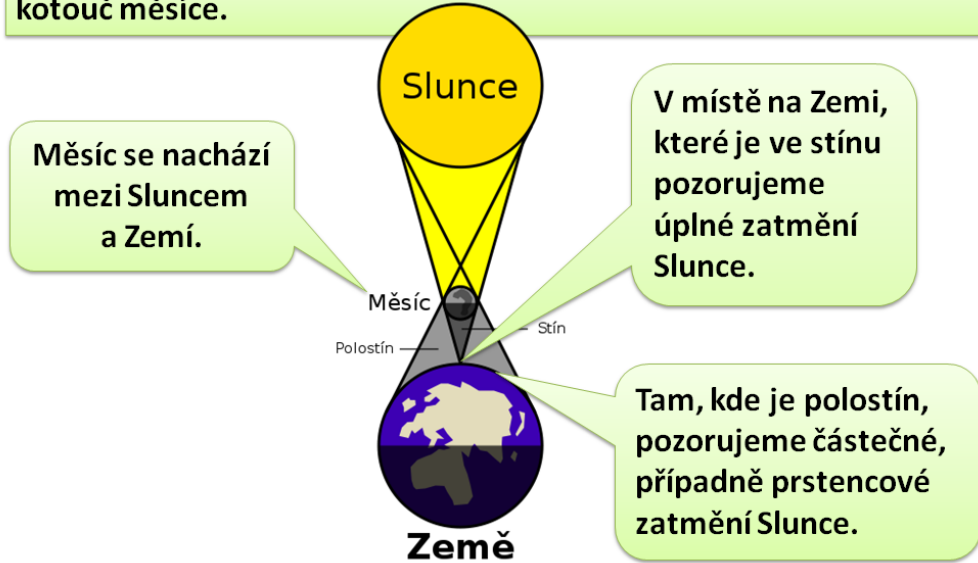 kotouč měsíce.
Slunce
V místě na Zemi,
které je ve stínu
pozorujeme
úplné zatmění
Slunce.
Měsíc se nachází
mezi Sluncem
a Zemí.
Měsíc
Stín
Polostín
Tam, kde je polostín,
pozorujeme částečné,
případně prstencové
zatmění Slunce.
Země